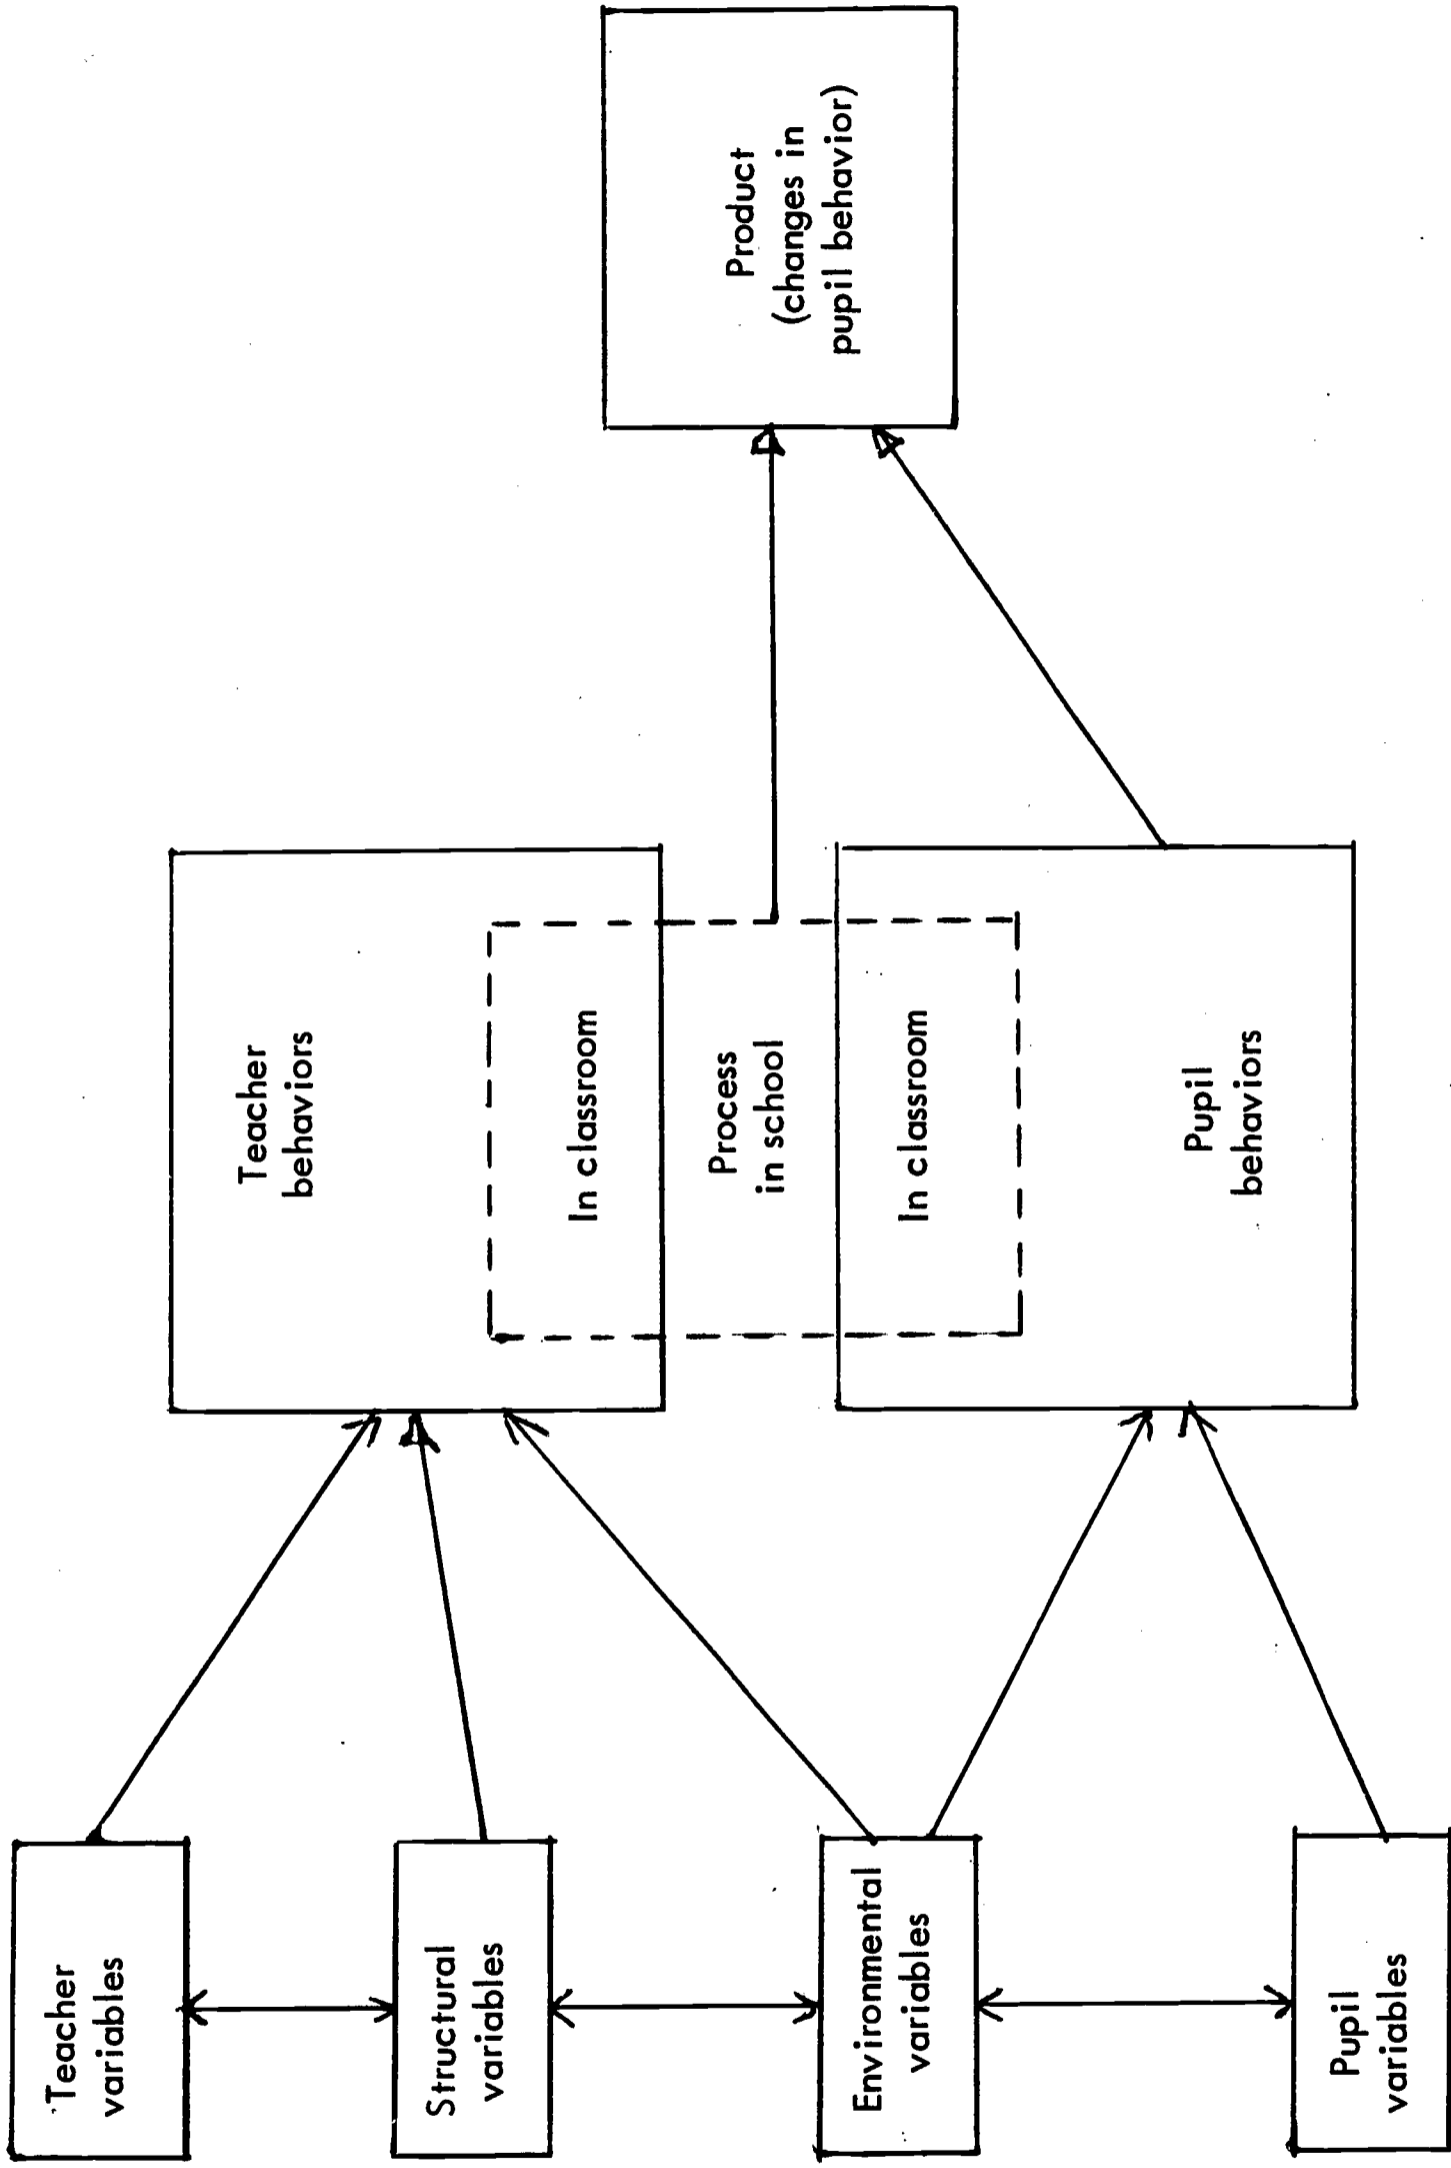 Teacher
variables
Structural
variables
Environmental
variables
Pupil
variables
Teacher
behaviors
In classroom
Process
in school
In classroom
Pupil
behaviors
Product
(changes in
pupil behavior)